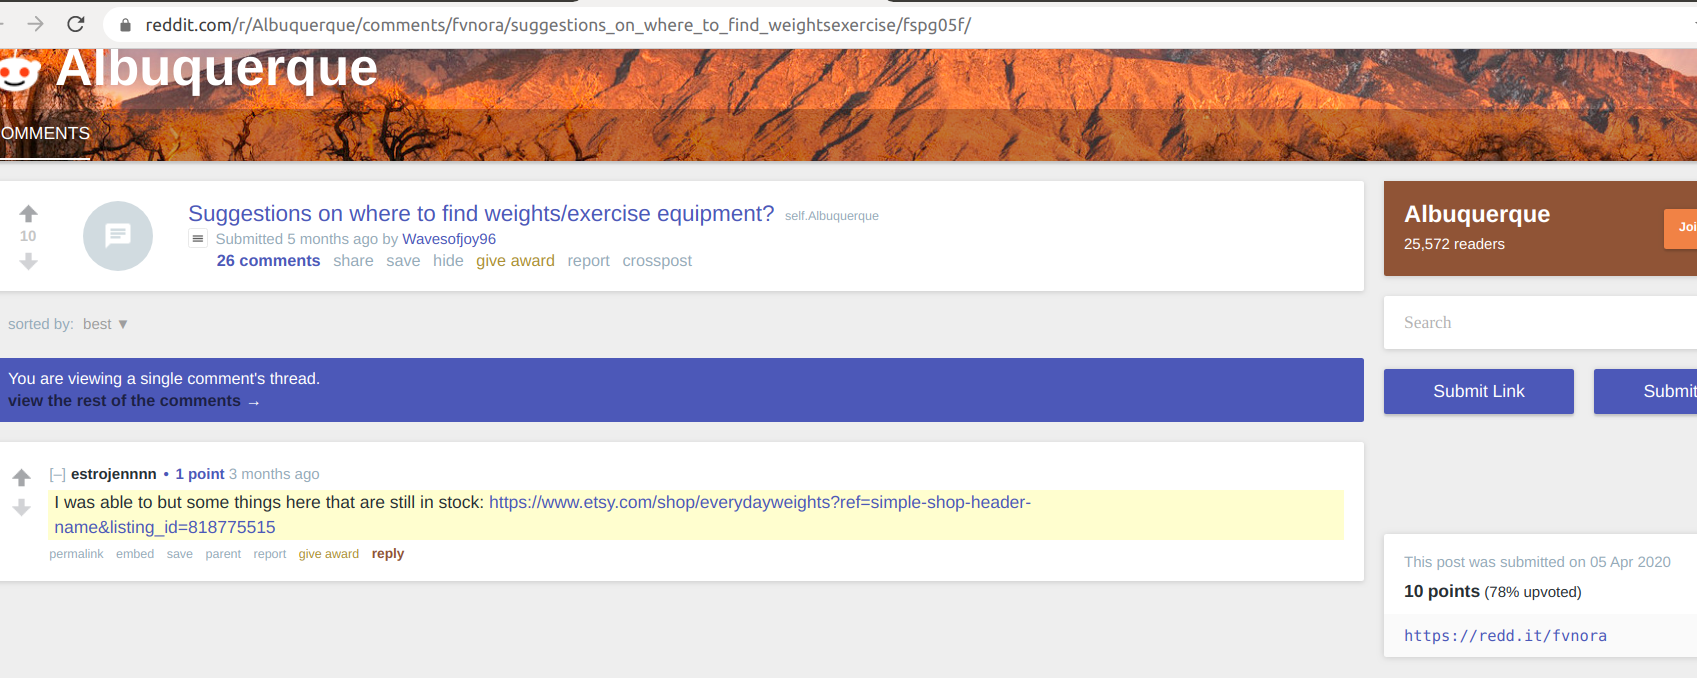 reddit.com/r/Albuquerque/comments/fvnora/suggestions_on_where_to_find_weightsexercise/fspg05f/
Albuquerque
OMMENTS
10
Suggestions on where to find weights/exercise equipment? self.Albuquerque
Submitted 5 months ago by Wavesofjoy96
26 comments share save hide give award report crosspost
sorted by: best ▼
You are viewing a single comment's thread.
view the rest of the comments →
[–] estrojennnn • 1 point 3 months ago
I was able to but some things here that are still in stock: https://www.etsy.com/shop/everydayweights?ref=simple-shop-header-
name&listing_id=818775515
permalink embed save parent report give award reply
Albuquerque
25,572 readers
Joi
Search
Submit Link
Submit
This post was submitted on 05 Apr 2020
10 points (78% upvoted)
https://redd.it/fvnora